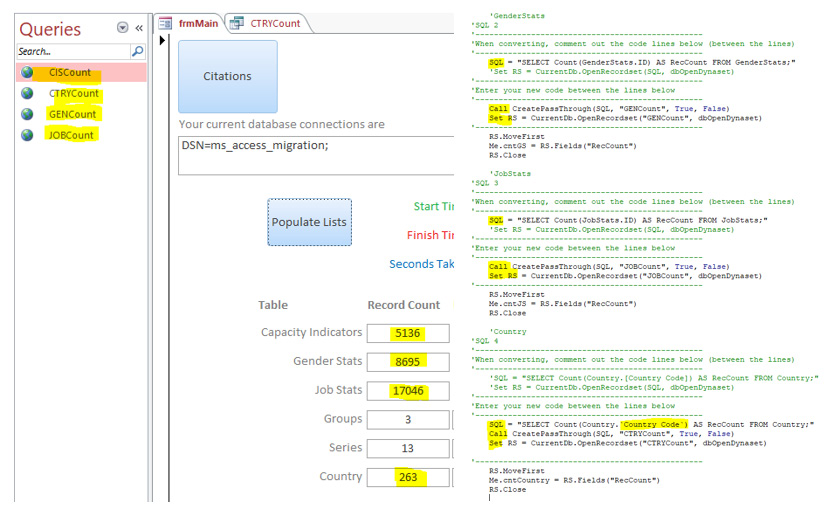 Queries
Search...
CISCount
CTRYCount
GENCount
JOBCount
frmMain
CTRYCount
Citations
Your current database connections are
DSN=ms_access_migration;
Populate Lists
Start Tin
Finish Tin
Seconds Tak
Table Record Count
Capacity Indicators 5136
Gender Stats 8695
Job Stats 17046
Groups 3
Series 13
Country 263
'GenderStats
'SQL 2
'---------------------------------------------------
'When converting, comment out the code lines below (between the lines)
'---------------------------------------------------
SQL = "SELECT Count(GenderStats.ID) AS RecCount FROM GenderStats;"
'Set RS = CurrentDb.OpenRecordset(SQL, dbOpenDynaset)
'---------------------------------------------------
'Enter your new code between the lines below
'---------------------------------------------------
Call CreatePassThrough(SQL, "GENCount", True, False)
Set RS = CurrentDb.OpenRecordset("GENCount", dbOpenDynaset)
'---------------------------------------------------
RS.MoveFirst
Me.cntGS = RS.Fields("RecCount")
RS.Close
'JobStats
'SQL 3
'---------------------------------------------------
'When converting, comment out the code lines below (between the lines)
'---------------------------------------------------
SQL = "SELECT Count(JobStats.ID) AS RecCount FROM JobStats;"
'Set RS = CurrentDb.OpenRecordset(SQL, dbOpenDynaset)
'---------------------------------------------------
'Enter your new code between the lines below
'---------------------------------------------------
Call CreatePassThrough(SQL, "JOBCount", True, False)
Set RS = CurrentDb.OpenRecordset("JOBCount", dbOpenDynaset)
'---------------------------------------------------
RS.MoveFirst
Me.cntJS = RS.Fields("RecCount")
RS.Close
'Country
'SQL 4
'---------------------------------------------------
'When converting, comment out the code lines below (between the lines)
'---------------------------------------------------
'SQL = "SELECT Count(Country.[Country Code]) AS RecCount FROM Country;"
'Set RS = CurrentDb.OpenRecordset(SQL, dbOpenDynaset)
'---------------------------------------------------
'Enter your new code between the lines below
'---------------------------------------------------
SQL = "SELECT Count(Country.`Country Code`) AS RecCount FROM Country;"
Call CreatePassThrough(SQL, "CTRYCount", True, False)
Set RS = CurrentDb.OpenRecordset("CTRYCount", dbOpenDynaset)
'---------------------------------------------------
RS.MoveFirst
Me.cntCountry = RS.Fields("RecCount")
RS.Close